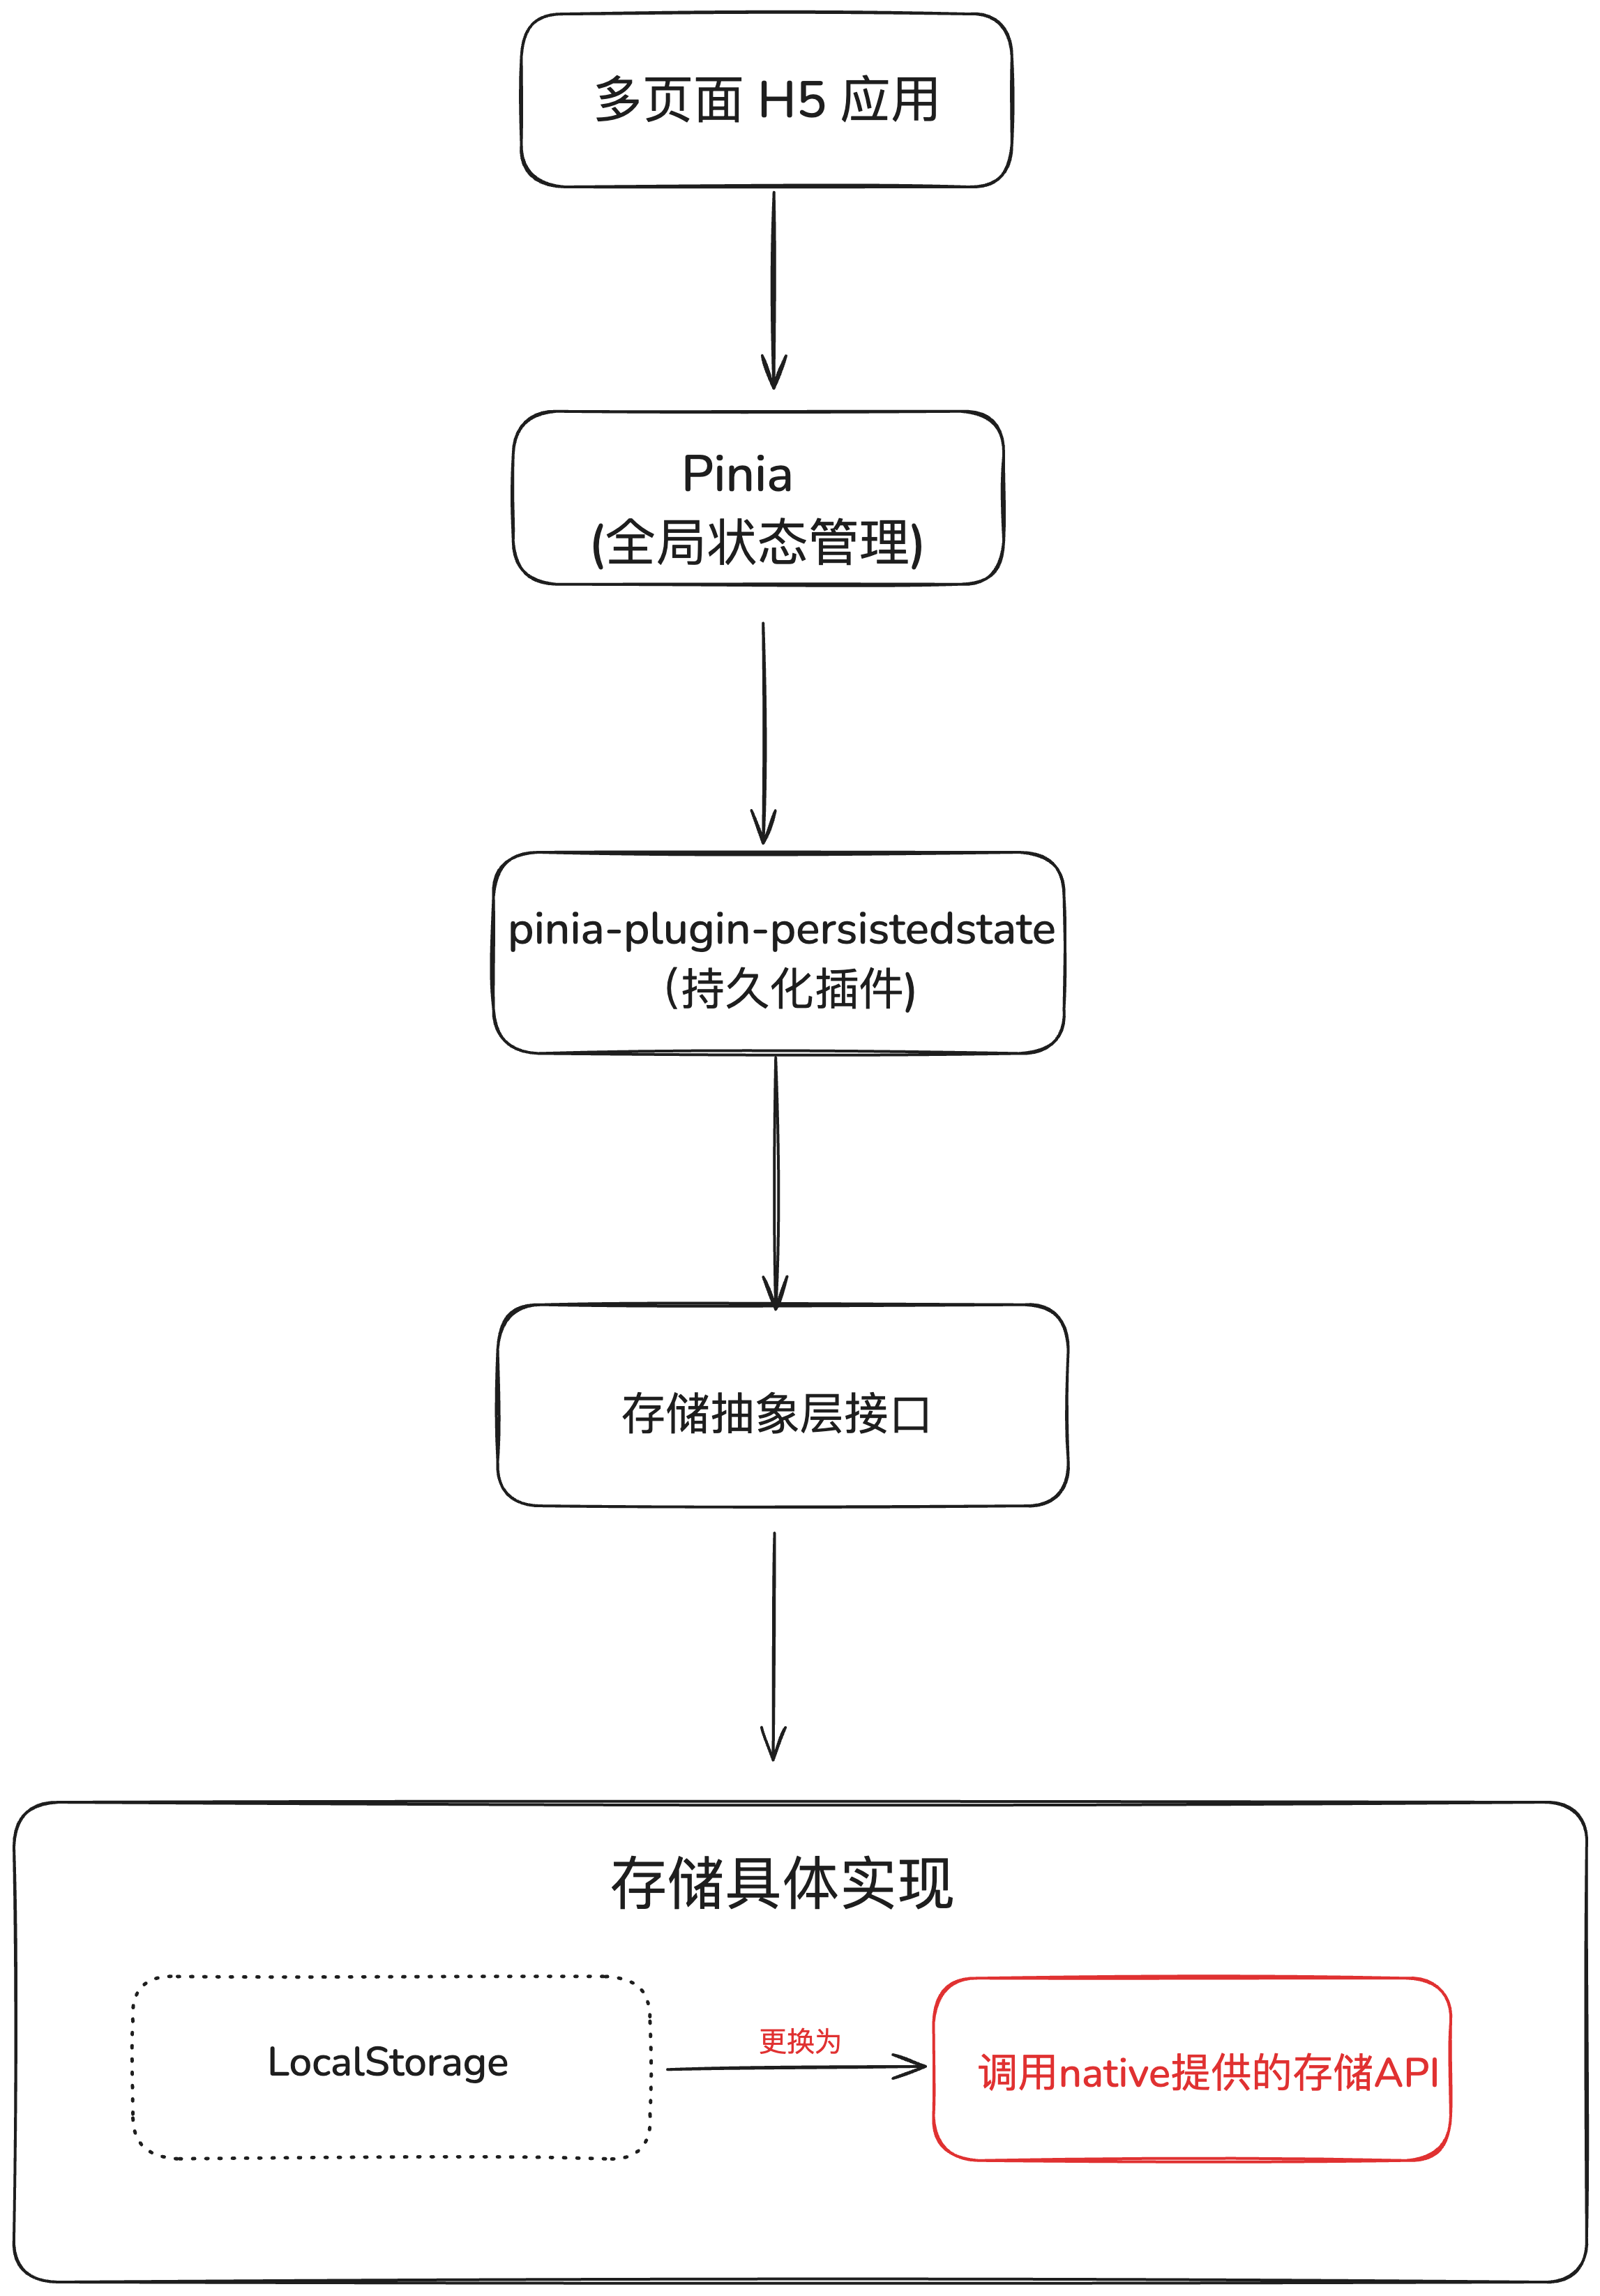 多页面 H5 应用
Pinia
(全局状态管理)
pinia-plugin-persistedstate
(持久化插件)
存储抽象层接口
存储具体实现
LocalStorage
更换为
调用native提供的存储API